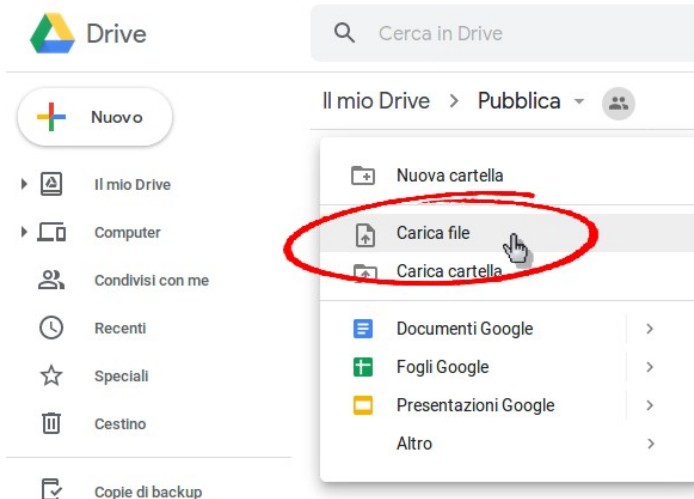 Drive
Cerca in Drive
Nuovo
Il mio Drive > Pubblica
Il mio Drive
Computer
Condivisi con me
Recenti
Speciali
Cestino
Copie di backup
Nuova cartella
Carica file
Carica cartella
Documenti Google
Fogli Google
Presentazioni Google
Altro